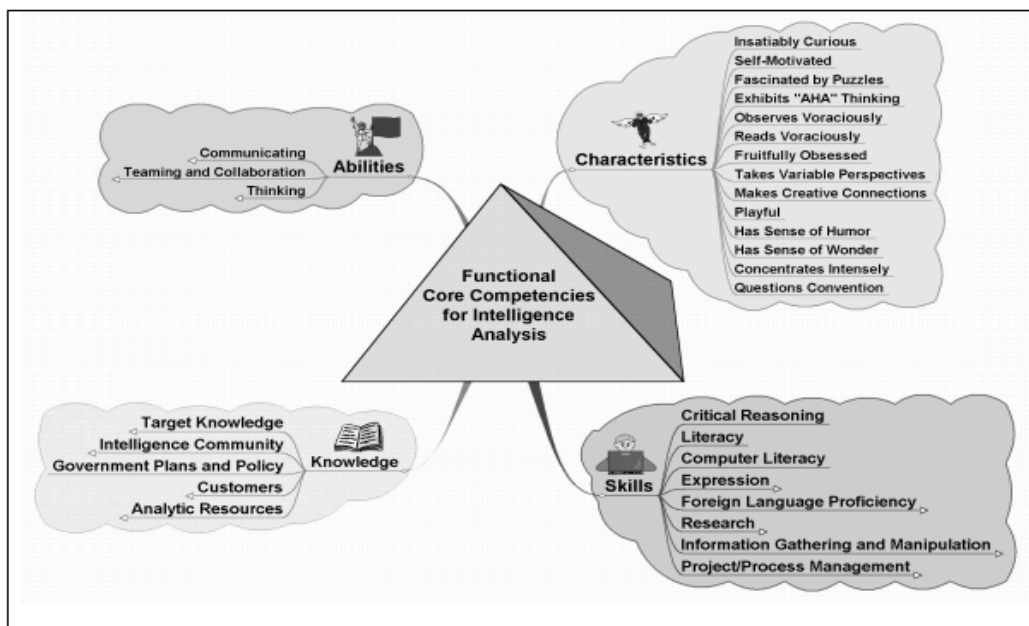 Abilities
Communicating
Teaming and Collaboration
Thinking
Characteristics
Insatiably Curious
Self-Motivated
Fascinated by Puzzles
Exhibits "AHA" Thinking
Observes Voraciously
Reads Voraciously
Fruitfully Obsessed
Takes Variable Perspectives
Makes Creative Connections
Playful
Has Sense of Humor
Has Sense of Wonder
Concentrates Intensely
Questions Convention
Functional
Core Competencies
for Intelligence
Analysis
Knowledge
Target Knowledge
Intelligence Community
Government Plans and Policy
Customers
Analytic Resources
Skills
Critical Reasoning
Literacy
Computer Literacy
Expression
Foreign Language Proficiency
Research
Information Gathering and Manipulation
Project/Process Management